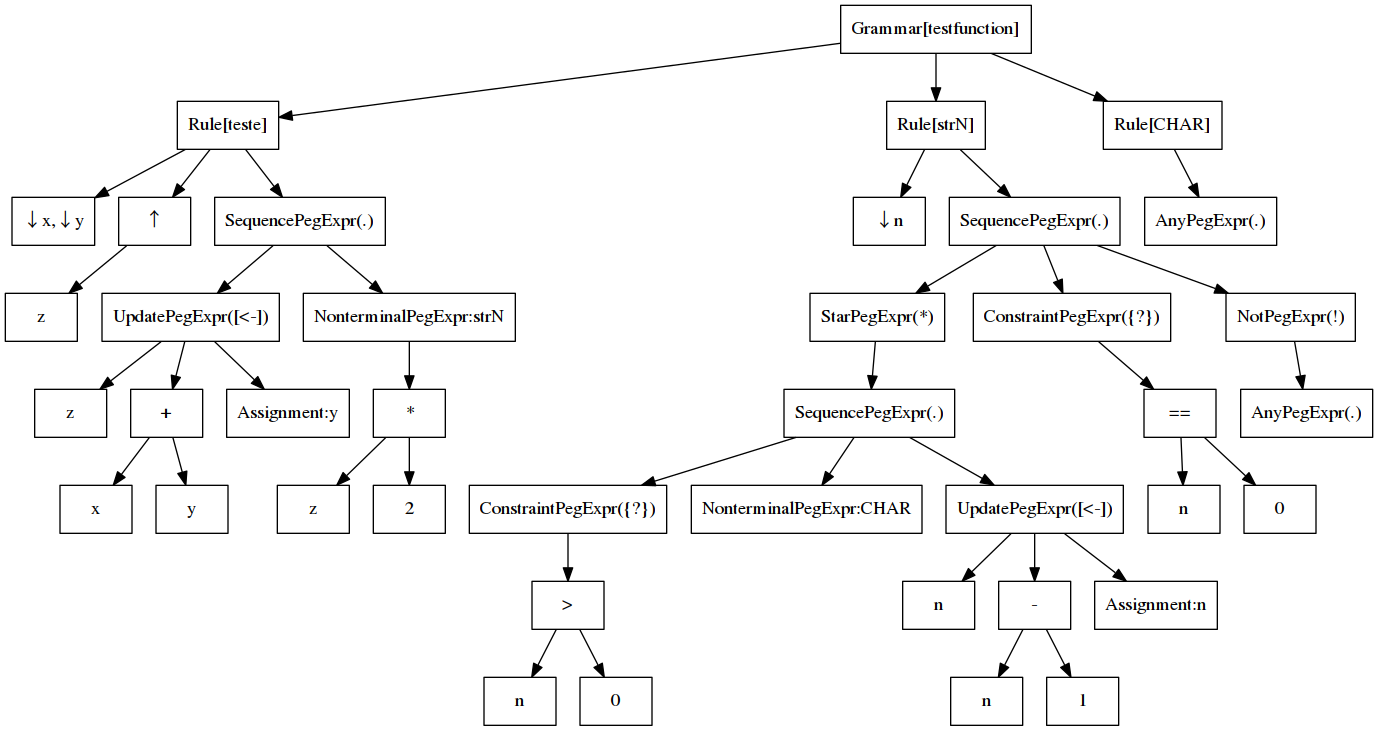 Grammar[testfunction]
Rule[teste]
Rule[strN]
Rule[CHAR]
↓x,↓y
↑
SequencePegExpr(.)
↓n
SequencePegExpr(.)
AnyPegExpr(.)
z
UpdatePegExpr([<-])
NonterminalPegExpr:strN
StarPegExpr(*)
ConstraintPegExpr({?})
NotPegExpr(!)
z
+
Assignment:y
*
SequencePegExpr(.)
==
AnyPegExpr(.)
x
y
z
2
ConstraintPegExpr({?})
NonterminalPegExpr:CHAR
UpdatePegExpr([<-])
n
0
>
n
-
Assignment:n
n
0
n
1